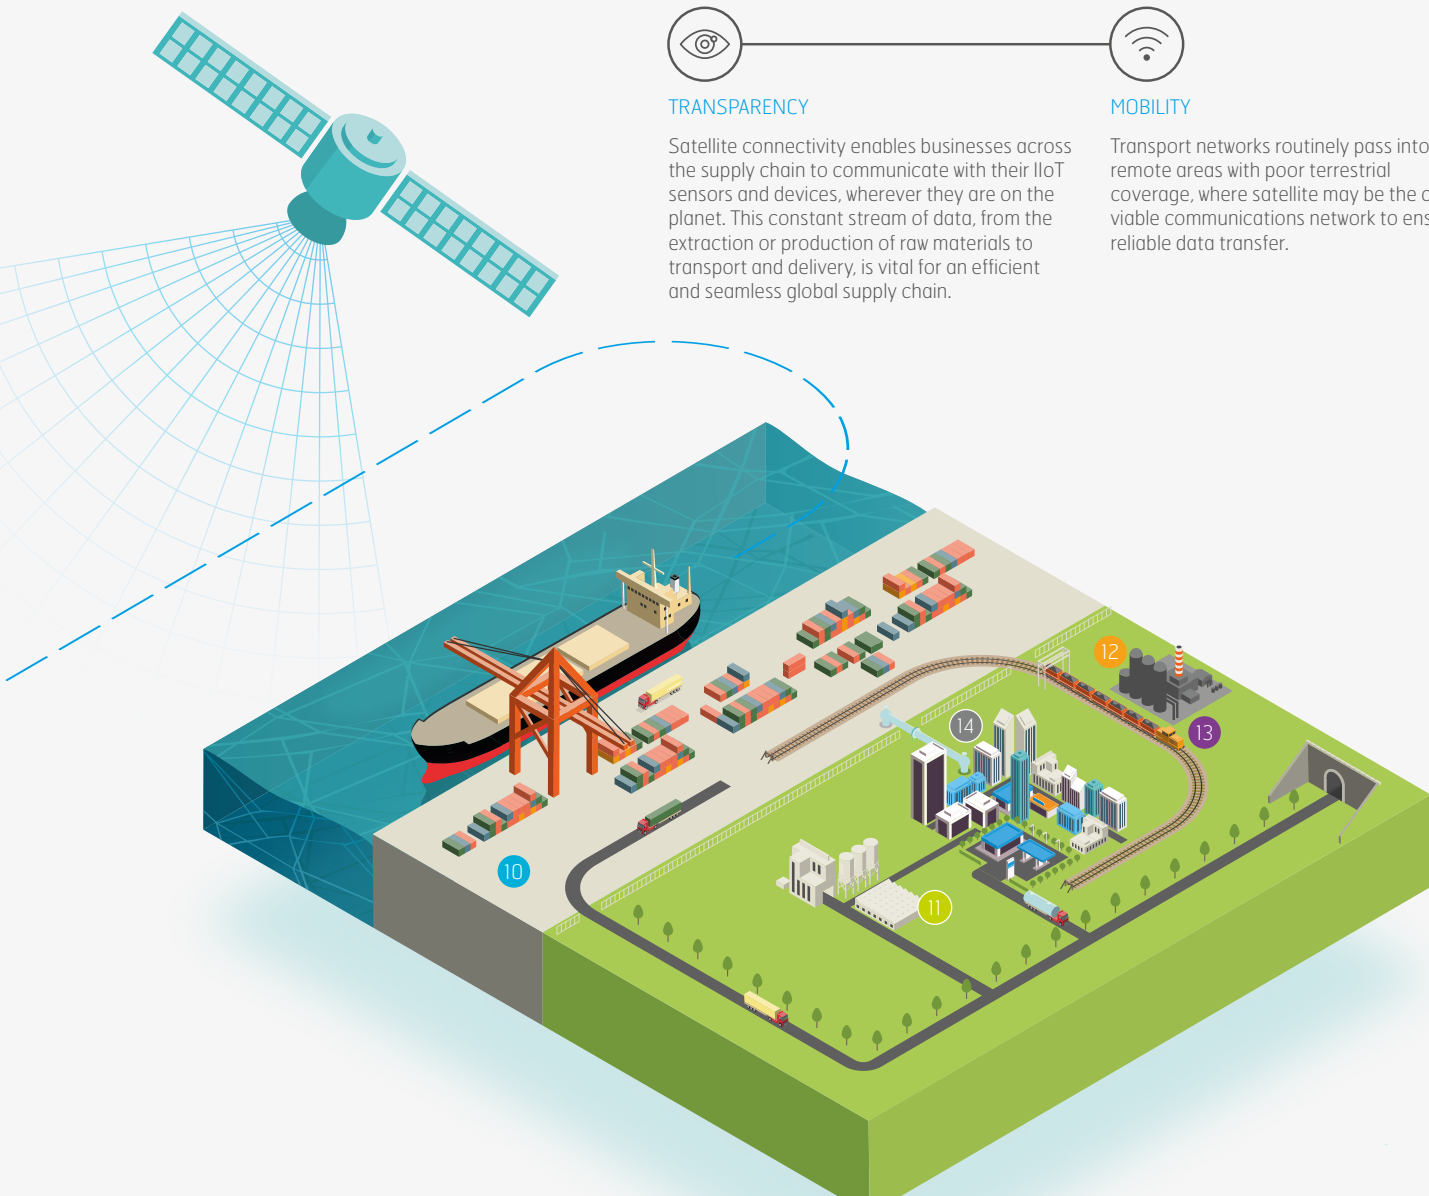 TRANSPARENCY
Satellite connectivity enables businesses across
the supply chain to communicate with their IIoT
sensors and devices, wherever they are on the
planet. This constant stream of data, from the
extraction or production of raw materials to
transport and delivery, is vital for an efficient
and seamless global supply chain.
MOBILITY
Transport networks routinely pass into
remote areas with poor terrestrial
coverage, where satellite may be the
viable communications network to
reliable data transfer.
12
13
14
10
11